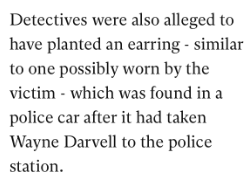 Detectives were also alleged to
have planted an earring - similar
to one possibly worn by the
victim - which was found in a
police car after it had taken
Wayne Darvell to the police
station.